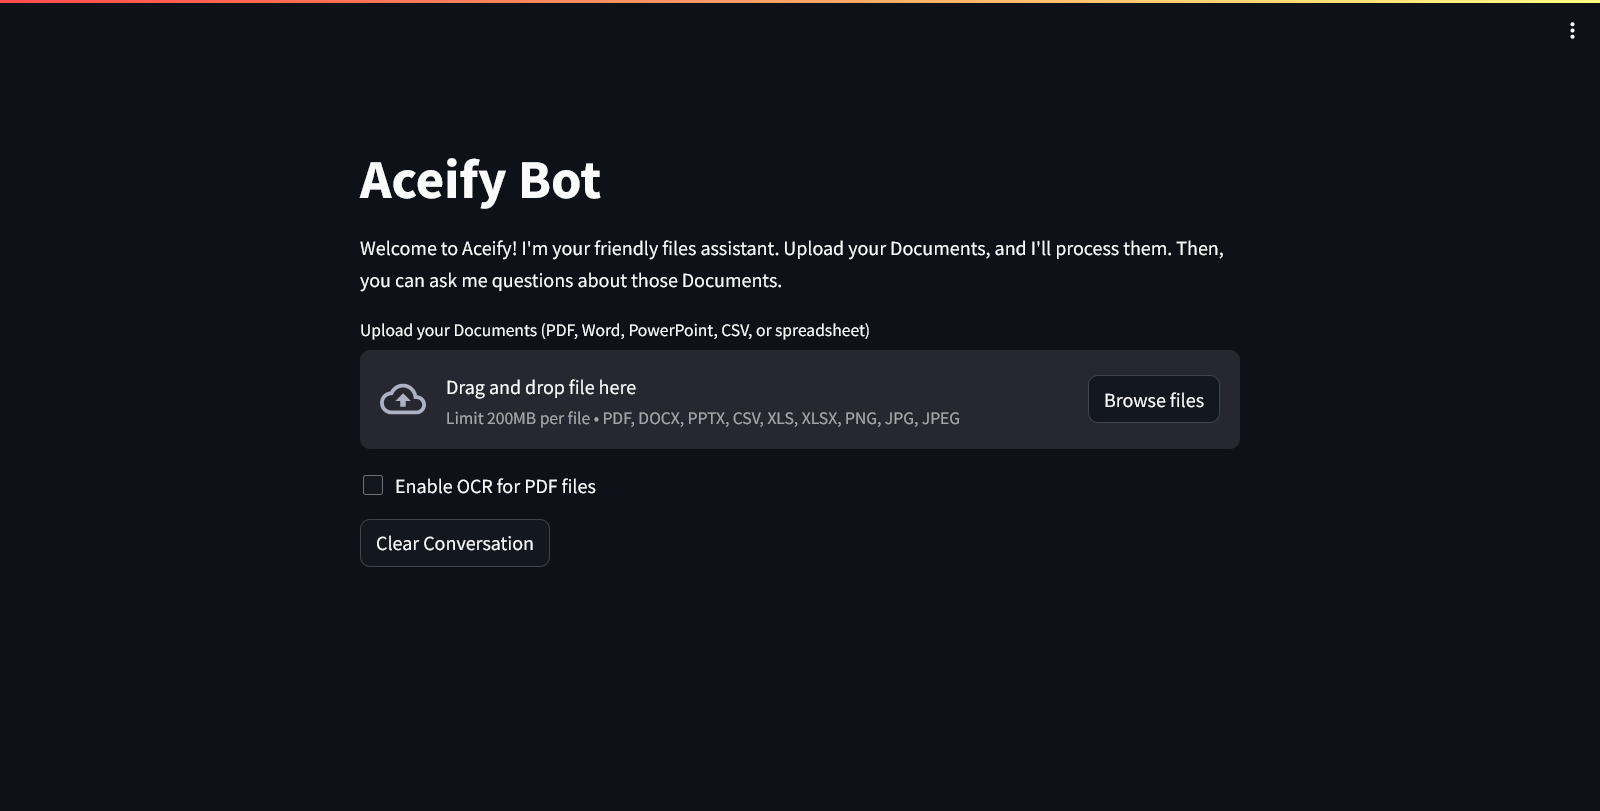 Aceify Bot
Welcome to Aceify! I'm your friendly files assistant. Upload your Documents, and I'll process them. Then,
you can ask me questions about those Documents.
Upload your Documents (PDF, Word, PowerPoint, CSV, or spreadsheet)
Drag and drop file here
Limit 200MB per file • PDF, DOCX, PPTX, CSV, XLS, XLSX, PNG, JPG, JPEG
Browse files
Enable OCR for PDF files
Clear Conversation